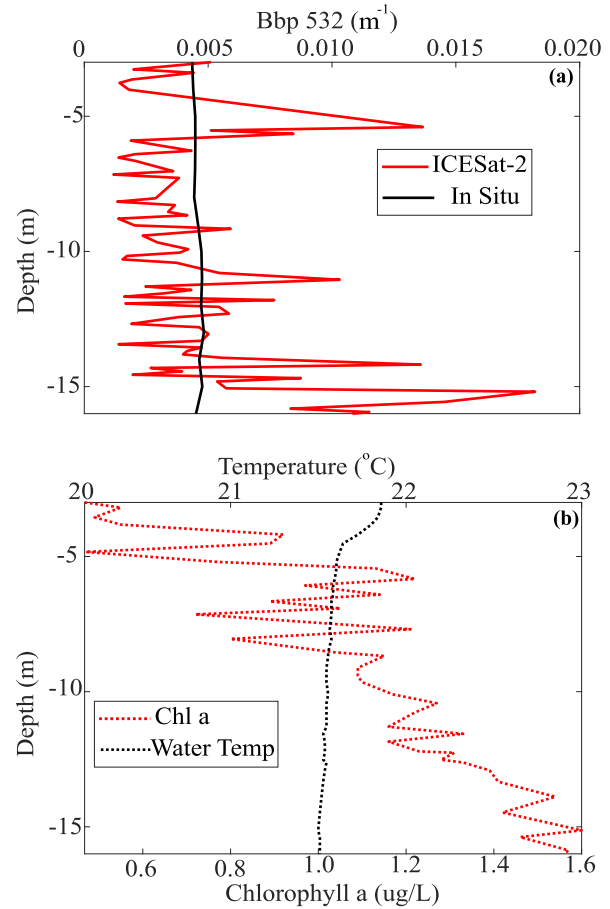 Bbp 532 (m-1)
0 0.005 0.010 0.015 0.020
(a)
-5
ICESat-2
In Situ
Depth (m)
-10
-15
Temperature (oC)
20 21 22 23
(b)
-5
Depth (m)
-10
Chl a
Water Temp
-15
0.6 0.8 1.0 1.2 1.4 1.6
Chlorophyll a (ug/L)